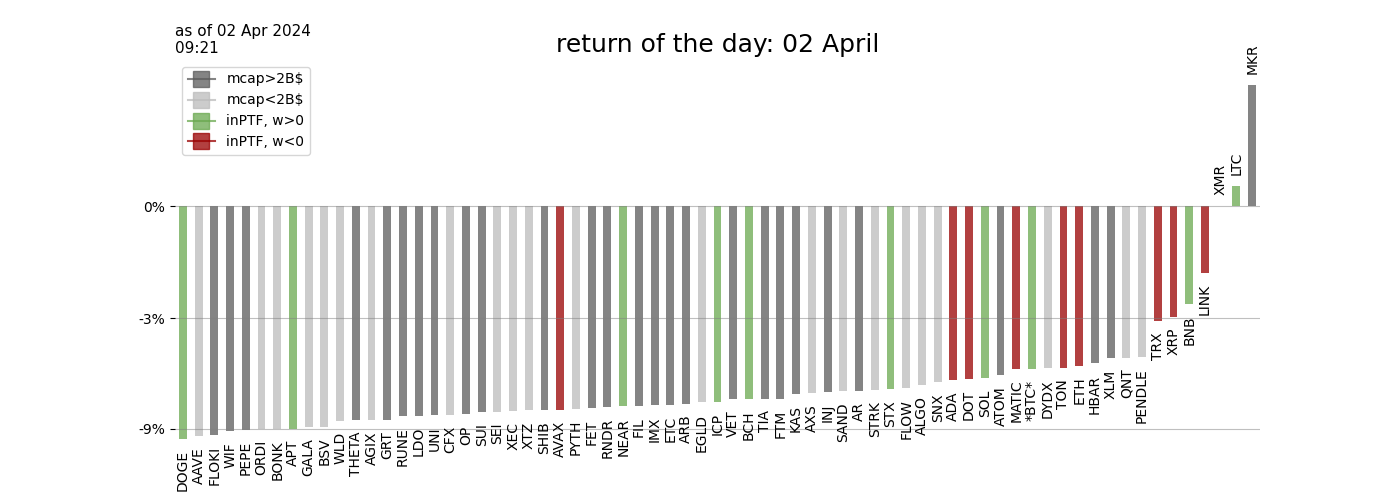 as of 02 Apr 2024
09:21
return of the day: 02 April
mcap>2B$
mcap<2B$
inPTF, w>0
inPTF, w<0
0%
-3%
-9%
DOGE
AAVE
FLOKI
WIF
PEPE
ORDI
BONK
APT
GALA
BSV
WLD
THETA
AGIX
GRT
RUNE
LDO
UNI
CFX
OP
SUI
SEI
XEC
XTZ
SHIB
AVAX
PYTH
FET
RNDR
NEAR
FIL
IMX
ETC
ARB
EGLD
ICP
VET
BCH
TIA
FTM
KAS
AXS
INJ
SAND
AR
STRK
STX
FLOW
ALGO
SNX
ADA
DOT
SOL
ATOM
MATIC
*BTC*
DYDX
TON
ETH
HBAR
XLM
QNT
PENDLE
TRX
XRP
BNB
LINK
XMR
LTC
MKR